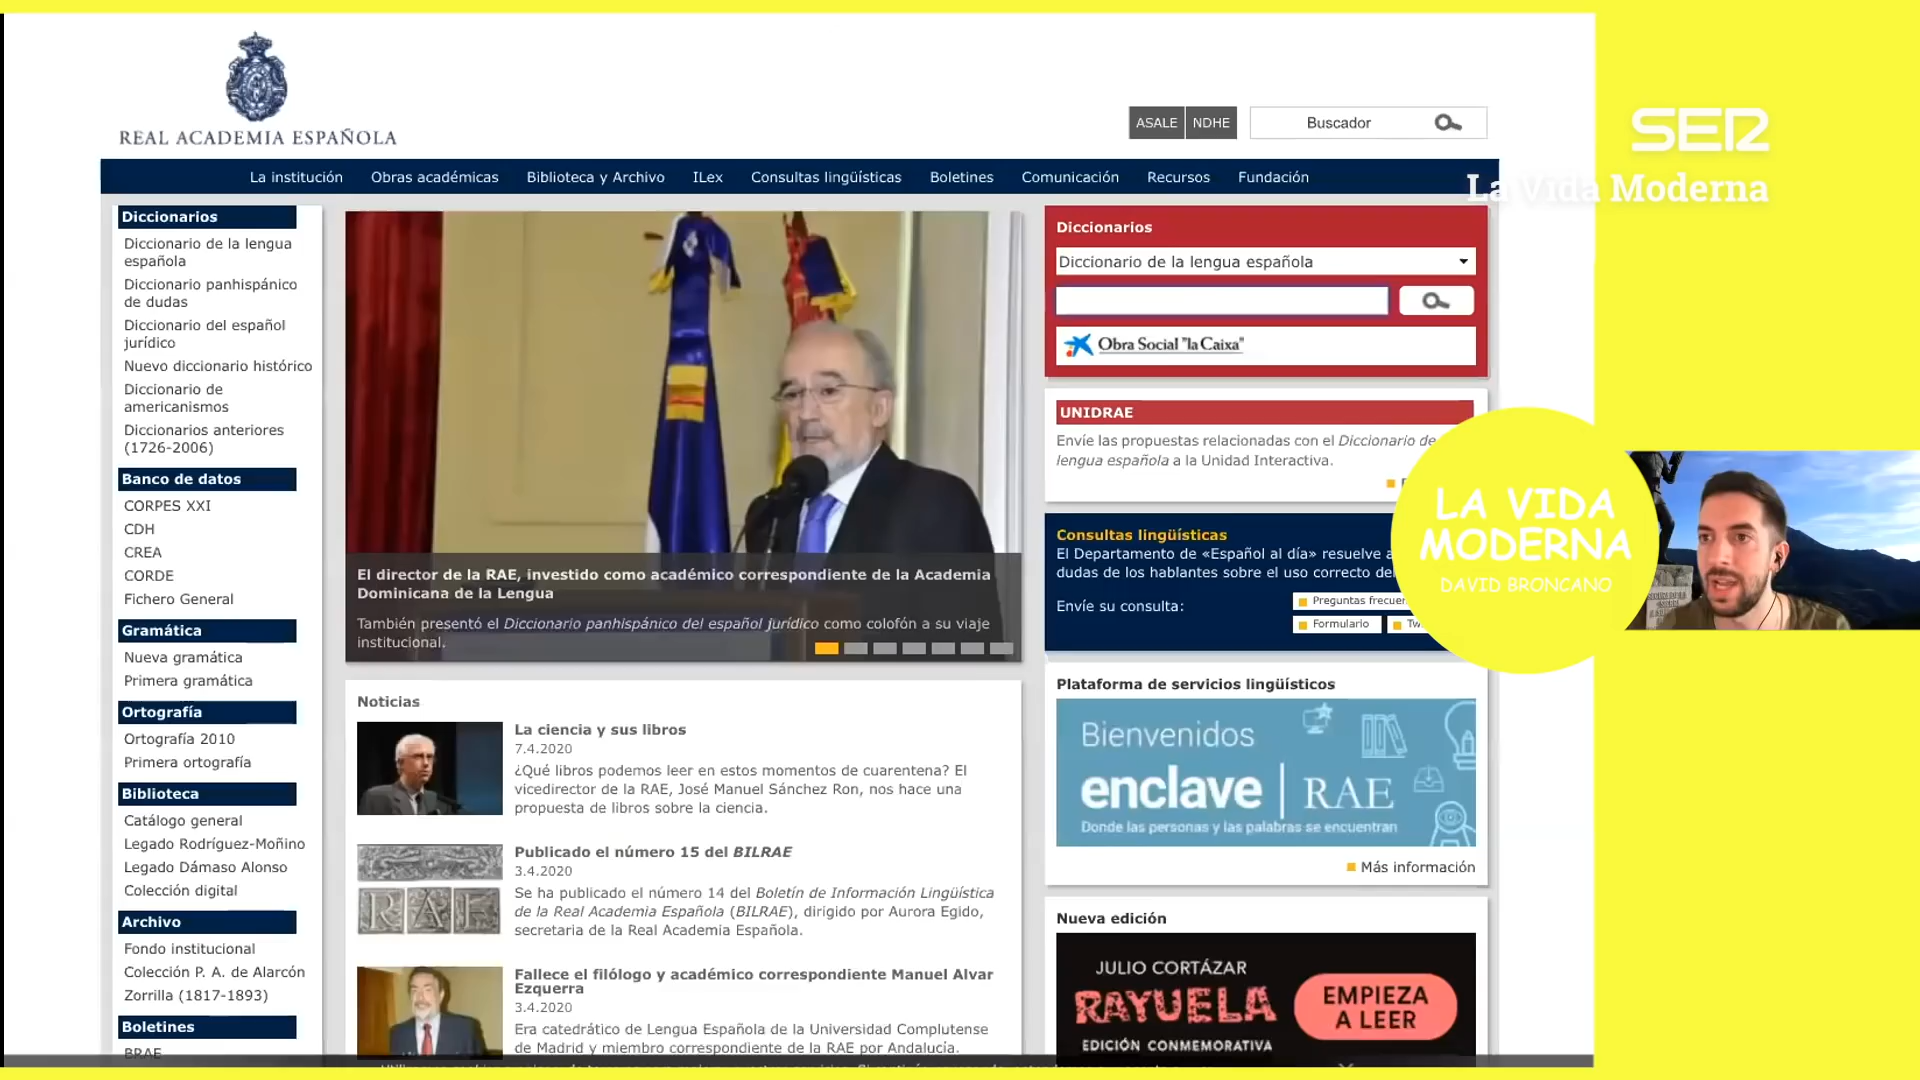 REAL ACADEMIA ESPAÑOLA
ASALE
NDHE
Buscador
SER
La Vida Moderna
La institución
Obras académicas
Biblioteca y Archivo
ILex
Consultas lingüísticas
Boletines
Comunicación
Recursos
Fundación
Diccionarios
Diccionario de la lengua
española
Diccionario panhispánico
de dudas
Diccionario del español
jurídico
Nuevo diccionario histórico
Diccionario de
americanismos
Diccionarios anteriores
(1726-2006)
Banco de datos
CORPES XXI
CDH
CREA
CORDE
Fichero General
Gramática
Nueva gramática
Primera gramática
Ortografía
Ortografía 2010
Primera ortografía
Biblioteca
Catálogo general
Legado Rodríguez-Moñino
Legado Dámaso Alonso
Colección digital
Archivo
Fondo institucional
Colección P. A. de Alarcón
Zorrilla (1817-1893)
Boletines
BRAE
El director de la RAE, investido como académico correspondiente de la Academia
Dominicana de la Lengua
También presentó el Diccionario panhispánico del español jurídico como colofón a su viaje
institucional.
Noticias
La ciencia y sus libros
7.4.2020
¿Qué libros podemos leer en estos momentos de cuarentena? El
vicedirector de la RAE, José Manuel Sánchez Ron, nos hace una
propuesta de libros sobre la ciencia.
RAE
Publicado el número 15 del BILRAE
3.4.2020
Se ha publicado el número 14 del Boletín de Información Lingüística
de la Real Academia Española (BILRAE), dirigido por Aurora Egido,
secretaria de la Real Academia Española.
Fallece el filólogo y académico correspondiente Manuel Alvar
Ezquerra
3.4.2020
Era catedrático de Lengua Española de la Universidad Complutense
de Madrid y miembro correspondiente de la RAE por Andalucía.
Diccionarios
Diccionario de la lengua española
Obra Social "la Caixa"
UNIDRAE
Envíe las propuestas relacionadas con el Diccionario de
lengua española a la Unidad Interactiva.
Consultas lingüísticas
El Departamento de «Español al día» resuelve
dudas de los hablantes sobre el uso correcto
Envíe su consulta:
Preguntas
Formulario
LA VIDA
MODERNA
DAVID BRONCANO
Plataforma de servicios lingüísticos
Bienvenidos
enclave | RAE
Donde las personas y las palabras se encuentran
Más información
Nueva edición
JULIO CORTÁZAR
RAYUELA
EDICIÓN CONMEMORATIVA
EMPIEZA
A LEER